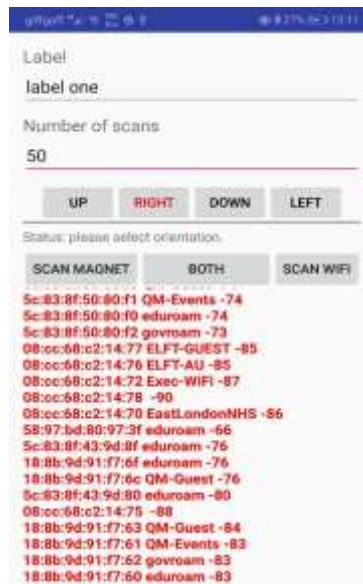 giffgaff
27% 13:11
Label
label one
Number of scans
50
UP RIGHT DOWN LEFT
Status: please select orientation.
SCAN MAGNET BOTH SCAN WIFI
5c:83:8f:50:80:f1 QM-Events -74
5c:83:8f:50:80:f0 eduroam -74
5c:83:8f:50:80:f2 govroam -73
08:cc:68:c2:14:77 ELFT-GUEST -85
08:cc:68:c2:14:76 ELFT-AU -85
08:cc:68:c2:14:72 Exec-WIFI -87
08:cc:68:c2:14:78 -90
08:cc:68:c2:14:70 EastLondonNHS -86
58:97:bd:80:97:3f eduroam -66
5c:83:8f:43:9d:8f eduroam -76
18:8b:9d:91:f7:6f eduroam -76
18:8b:9d:91:f7:6c QM-Guest -76
5c:83:8f:43:9d:80 eduroam -80
08:cc:68:c2:14:75 -88
18:8b:9d:91:f7:63 QM-Guest -84
18:8b:9d:91:f7:61 QM-Events -83
18:8b:9d:91:f7:62 govroam -83
18:8b:9d:91:f7:60 eduroam -83